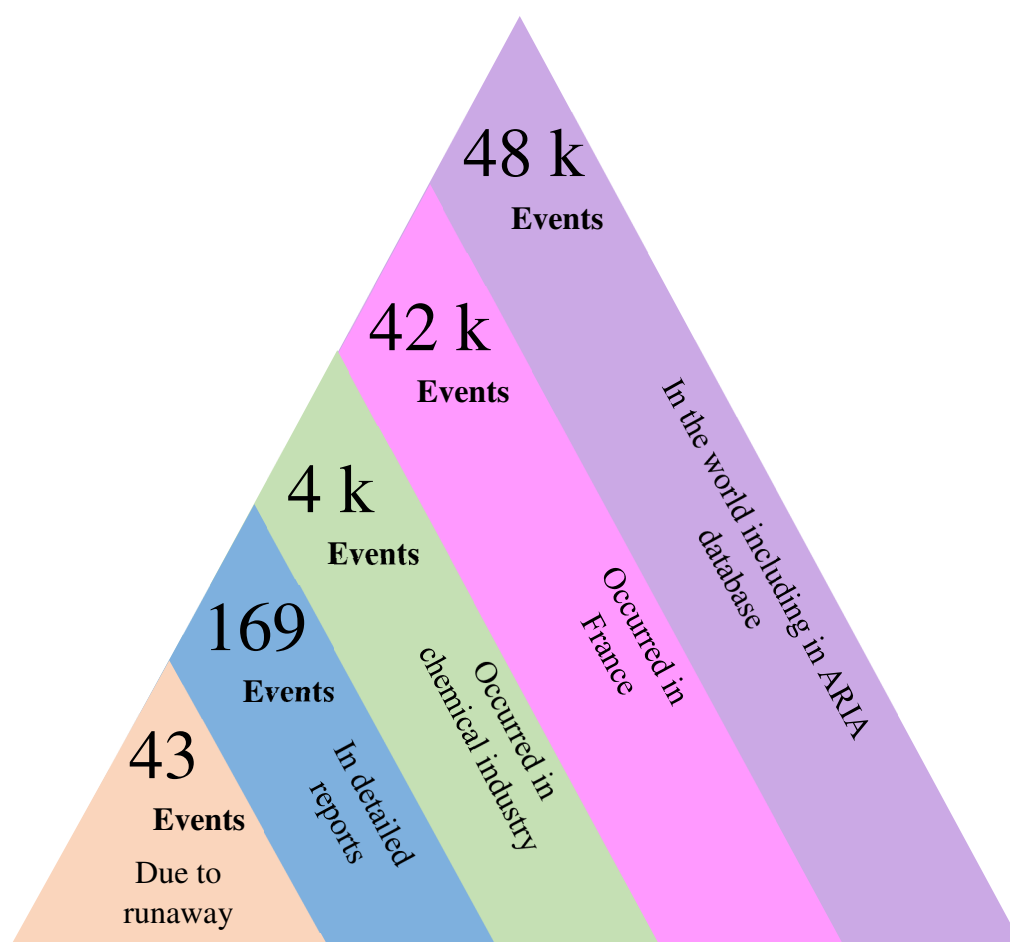 48 k
Events
In the world including in ARIA
database
42 k
Events
Occurred in
France
4 k
Events
Occurred in
chemical industry
169
Events
In detailed
reports
43
Events
Due to
runaway